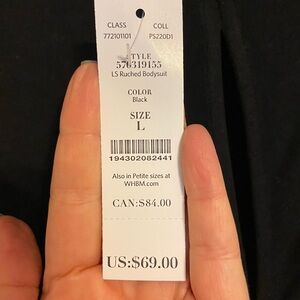 CLASS COLL
772101101 PS220D1
STYLE
576319155
LS Ruched Bodysuit
COLOR
Black
SIZE
L
194302082441
Also in Petite sizes at
WHBM.com
CAN:$84.00
US:$69.00